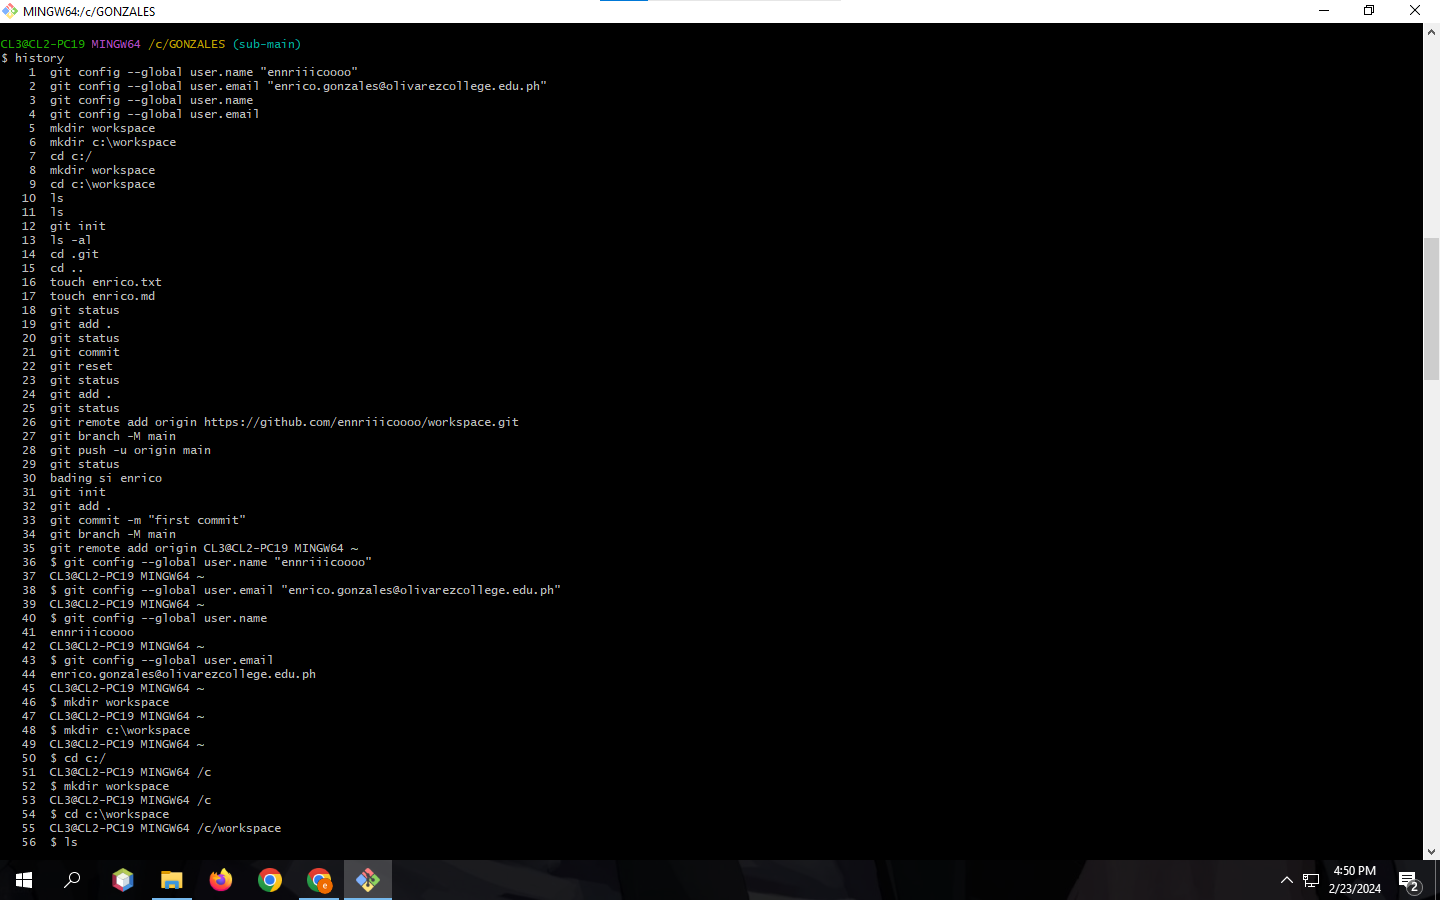 MINGW64:/c/GONZALES
CL3@CL2-PC19 MINGW64 /c/GONZALES (sub-main)
$ history
1 git config --global user.name "ennriiicoooo"
2 git config --global user.email "enrico.gonzales@olivarezcollege.edu.ph"
3 git config --global user.name
4 git config --global user.email
5 mkdir workspace
6 mkdir c:\workspace
7 cd c:/
8 mkdir workspace
9 cd c:\workspace
10 ls
11 ls
12 git init
13 ls -al
14 cd .git
15 cd ..
16 touch enrico.txt
17 touch enrico.md
18 git status
19 git add .
20 git status
21 git commit
22 git reset
23 git status
24 git add .
25 git status
26 git remote add origin https://github.com/ennriiicoooo/workspace.git
27 git branch -M main
28 git push -u origin main
29 git status
30 bading si enrico
31 git init
32 git add .
33 git commit -m "first commit"
34 git branch -M main
35 git remote add origin CL3@CL2-PC19 MINGW64 ~
36 $ git config --global user.name "ennriiicoooo"
37 CL3@CL2-PC19 MINGW64 ~
38 $ git config --global user.email "enrico.gonzales@olivarezcollege.edu.ph"
39 CL3@CL2-PC19 MINGW64 ~
40 $ git config --global user.name
41 ennriiicoooo
42 CL3@CL2-PC19 MINGW64 ~
43 $ git config --global user.email
44 enrico.gonzales@olivarezcollege.edu.ph
45 CL3@CL2-PC19 MINGW64 ~
46 $ mkdir workspace
47 CL3@CL2-PC19 MINGW64 ~
48 $ mkdir c:\workspace
49 CL3@CL2-PC19 MINGW64 ~
50 $ cd c:/
51 CL3@CL2-PC19 MINGW64 /c
52 $ mkdir workspace
53 CL3@CL2-PC19 MINGW64 /c
54 $ cd c:\workspace
55 CL3@CL2-PC19 MINGW64 /c/workspace
56 $ ls
e
4:50 PM
2/23/2024
2